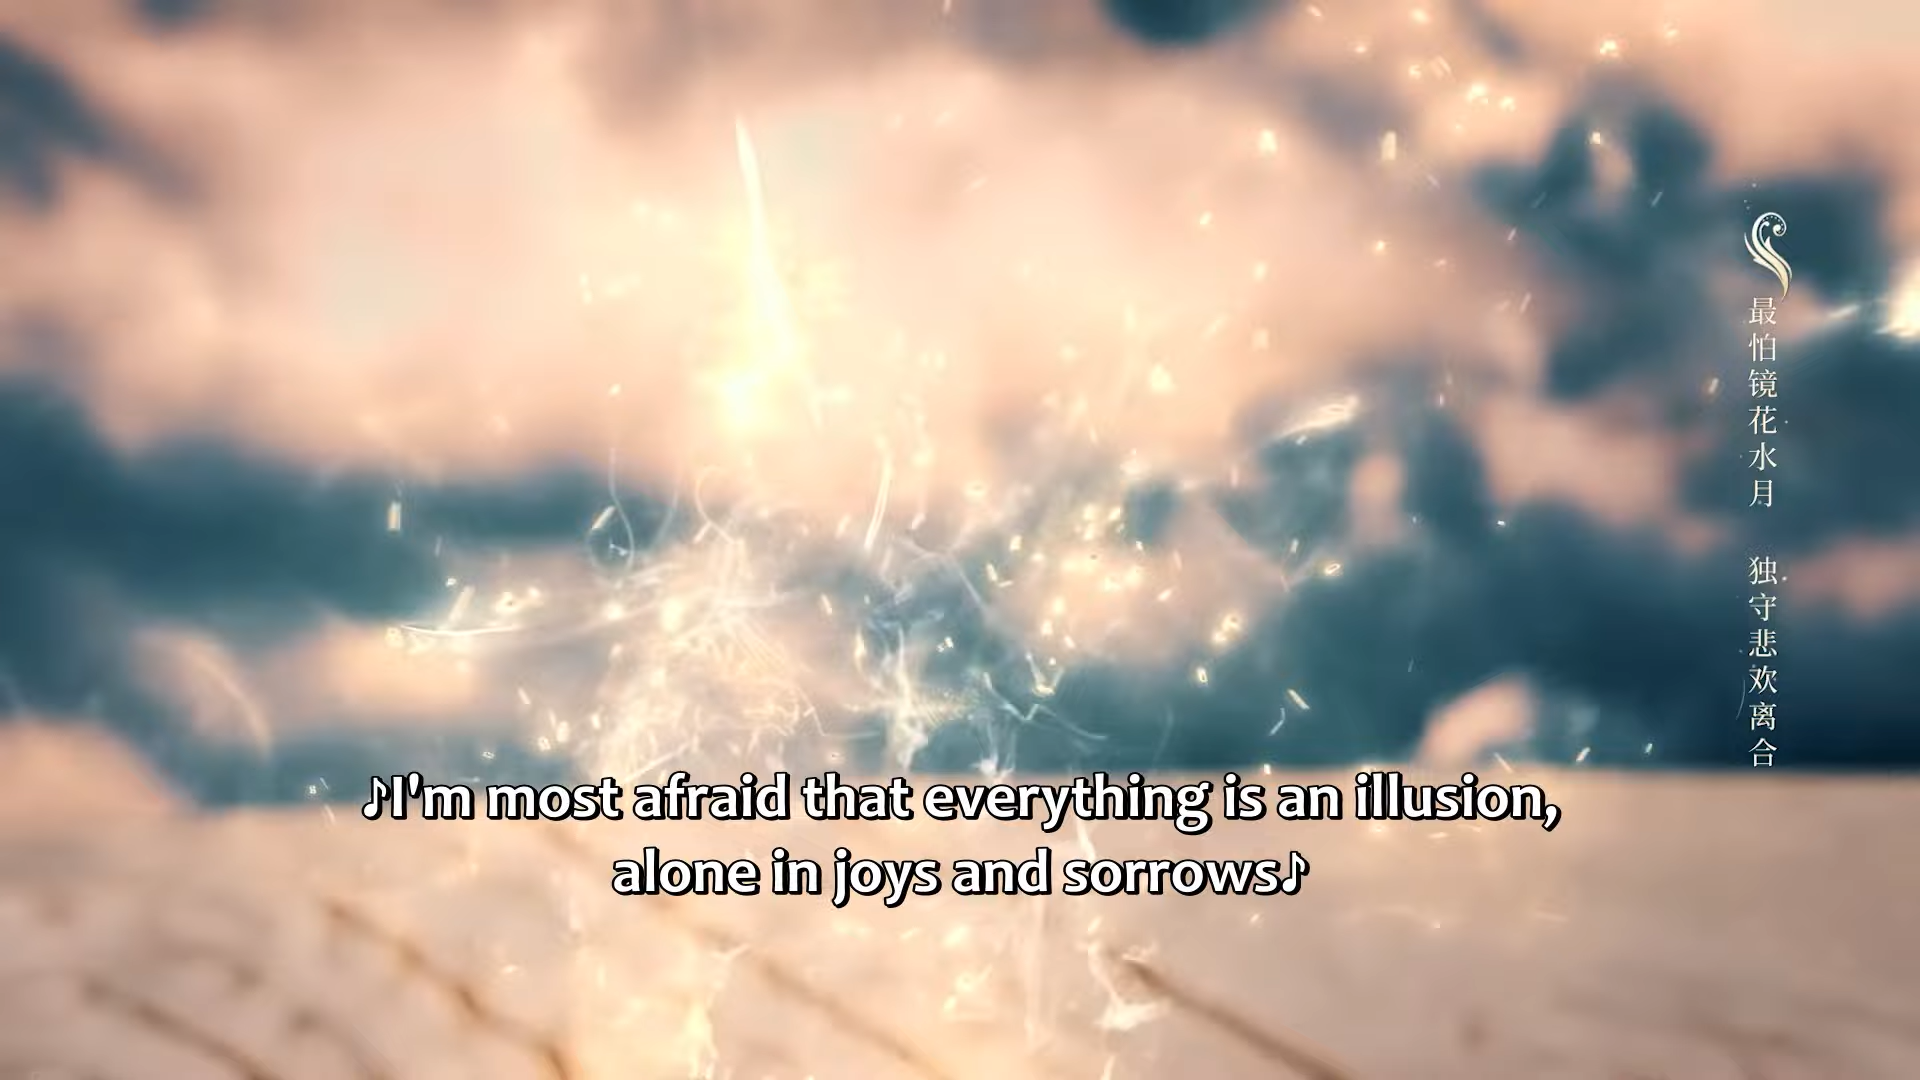 最怕镜花水月 独守悲欢离合
♪I'm most afraid that everything is an illusion,
alone in joys and sorrows♪